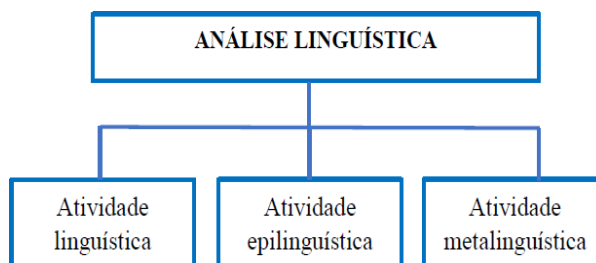 ANÁLISE LINGUÍSTICA
Atividade
linguística
Atividade
epilinguística
Atividade
metalinguística